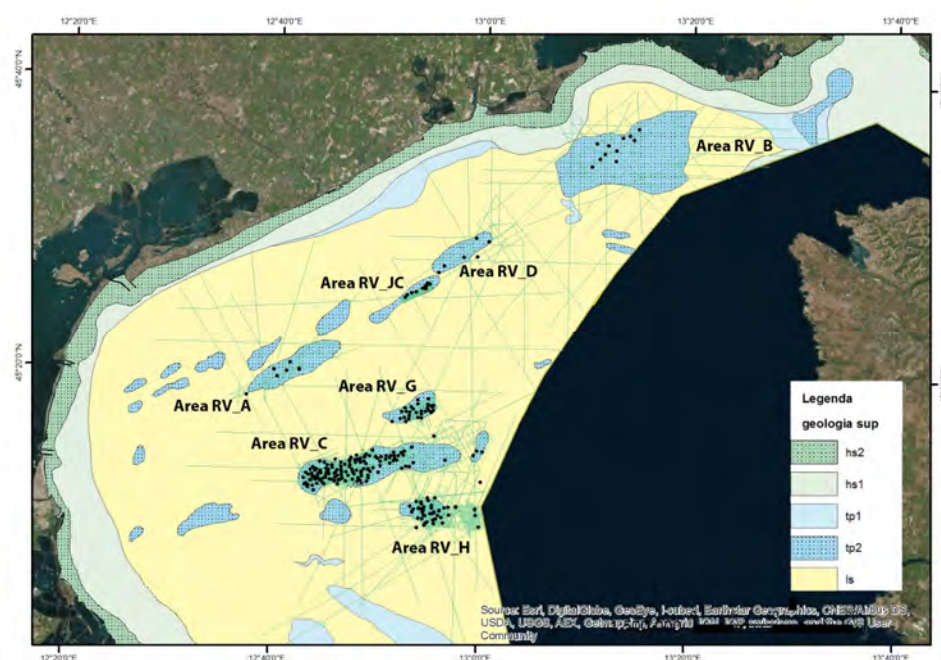 12°20'0"E 12°40'0"E 13°0'0"E 13°20'0"E 13°40'0"E
45°40'0"N
Area RV_B
Area RV_D
Area RV_JC
45°20'0"N
Area RV_G
Area RV_A
Area RV_C
Area RV_H
Legenda
geologia sup
hs2
hs1
tp1
tp2
ls
Source: Esri, DigitalGlobe, GeoEye, i-cubed, Earthstar Geographics, CNES/Airbus DS,
USDA, USGS, AEX, Getmapping, Aerogrid, IGN, IGP, swisstopo, and the GIS User
Community
12°20'0"E 12°40'0"E 13°0'0"E 13°20'0"E 13°40'0"E